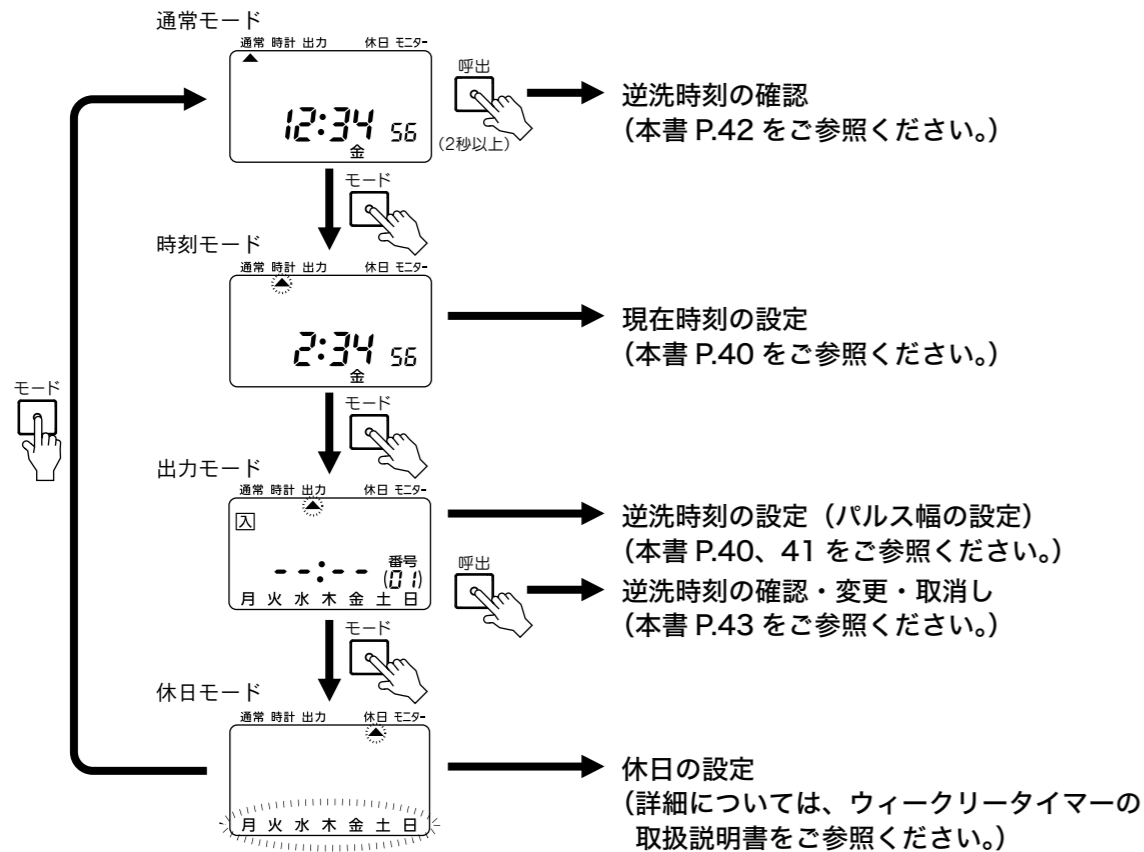 通常モード
通常 時計 出力 休日 モニター
12:34 56
金
呼出
(2秒以上)
逆洗時刻の確認
(本書 P.42 をご参照ください。)
モード
時刻モード
通常 時計 出力 休日 モニター
2:34 56
金
現在時刻の設定
(本書 P.40 をご参照ください。)
モード
モード
出力モード
通常 時計 出力 休日 モニター
入
--:-- 番号
(01)
月 火 水 木 金 土 日
逆洗時刻の設定（パルス幅の設定）
(本書 P.40、41 をご参照ください。)
呼出
逆洗時刻の確認・変更・取消し
(本書 P.43 をご参照ください。)
モード
休日モード
通常 時計 出力 休日 モニター
月 火 水 木 金 土 日
休日の設定
(詳細については、ウィークリータイマーの
取扱説明書をご参照ください。)